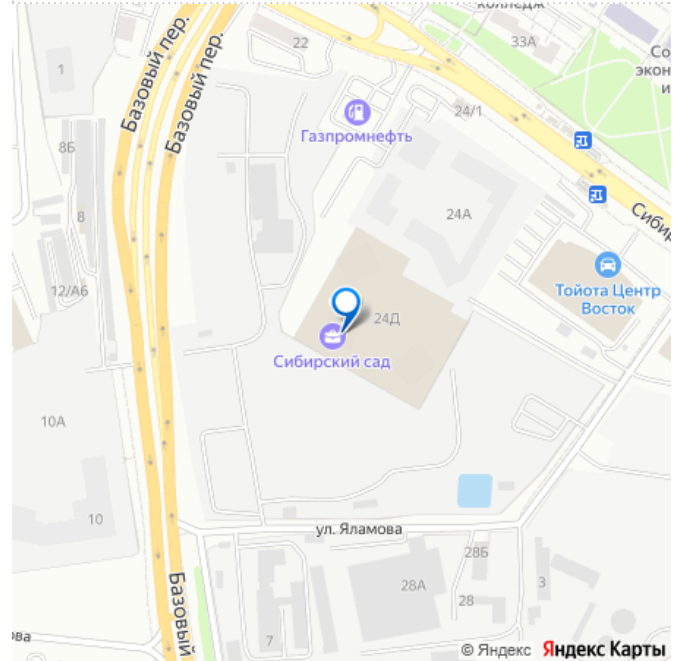 колледж
22
33А
Со
экон
и
1
Базовый пер.
Базовый пер.
Газпромнефть
24/1
8Б
8
24А
Сибир
12/А6
Тойота Центр
Восток
24Д
Сибирский сад
10А
10
ул. Яламова
28Б
28А
28
3
7
Базовый
ва
© Яндекс Яндекс Карты